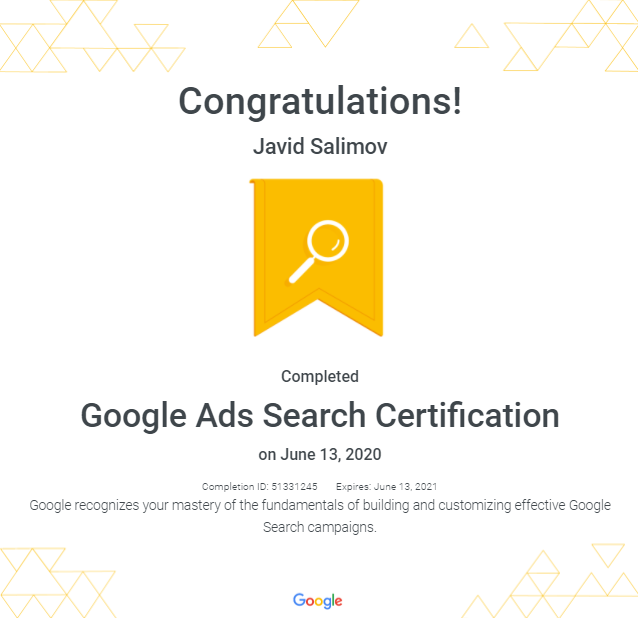 Congratulations!
Javid Salimov
Completed
Google Ads Search Certification
on June 13, 2020
Completion ID: 51331245 Expires: June 13, 2021
Google recognizes your mastery of the fundamentals of building and customizing effective Google
Search campaigns.
Google